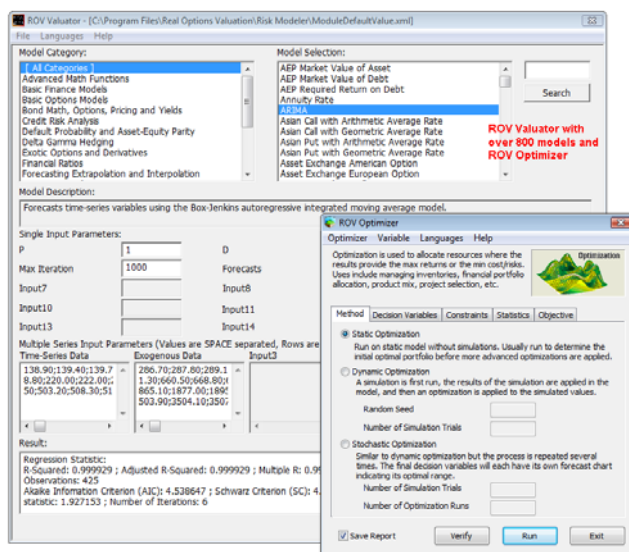 ROV Valuator - [C:\Program Files\Real Options Valuation\Risk Modeler\ModuleDefaultValue.xml]
File Languages Help
Model Category:
[ All Categories ]
Advanced Math Functions
Basic Finance Models
Basic Options Models
Bond Math, Options, Pricing and Yields
Credit Risk Analysis
Default Probability and Asset-Equity Parity
Delta Gamma Hedging
Exotic Options and Derivatives
Financial Ratios
Forecasting Extrapolation and Interpolation
Model Selection:
AEP Market Value of Asset
AEP Market Value of Debt
AEP Required Return on Debt
Annuity Rate
ARIMA
Asian Call with Arithmetic Average Rate
Asian Call with Geometric Average Rate
Asian Put with Arithmetic Average Rate
Asian Put with Geometric Average Rate
Asset Exchange American Option
Asset Exchange European Option
Search
ROV Valuator with
over 800 models and
ROV Optimizer
Model Description:
Forecasts time-series variables using the Box-Jenkins autoregressive integrated moving average model.
Single Input Parameters:
P 1 D
Max Iteration 1000 Forecasts
Input7 Input8
Input10 Input11
Input13 Input14
Multiple Series Input Parameters (Values are SPACE separated, Rows are
Time-Series Data Exogenous Data Input3
138.90;139.40;139.7
8.80;220.00;222.00;
50;503.20;508.30;51
286.70;287.80;289.1
1.30;660.50;668.80;
865.10;1877.00;1895
503.90;3504.10;350
Result:
Regression Statistic:
R-Squared: 0.999929 ; Adjusted R-Squared: 0.999929 ; Multiple R: 0.99
Observations: 425
Akaike Information Criterion (AIC): 4.538647 ; Schwarz Criterion (SC): 4.
statistic: 1.927153 ; Number of Iterations: 6
ROV Optimizer
Optimizer Variable Languages Help
Optimization is used to allocate resources where the
results provide the max returns or the min cost/risks.
Uses include managing inventories, financial portfolio
allocation, product mix, project selection, etc.
Optimization
Method Decision Variables Constraints Statistics Objective
Static Optimization
Run on static model without simulations. Usually run to determine the
initial optimal portfolio before more advanced optimizations are applied.
Dynamic Optimization
A simulation is first run, the results of the simulation are applied in the
model, and then an optimization is applied to the simulated values.
Random Seed
Number of Simulation Trials
Stochastic Optimization
Similar to dynamic optimization but the process is repeated several
times. The final decision variables will each have its own forecast chart
indicating its optimal range.
Number of Simulation Trials
Number of Optimization Runs
Save Report Verify Run Exit